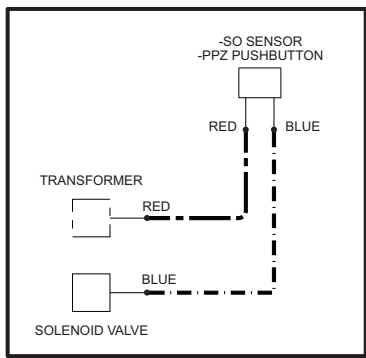 -SO SENSOR
-PPZ PUSHBUTTON
RED
BLUE
TRANSFORMER
RED
BLUE
SOLENOID VALVE